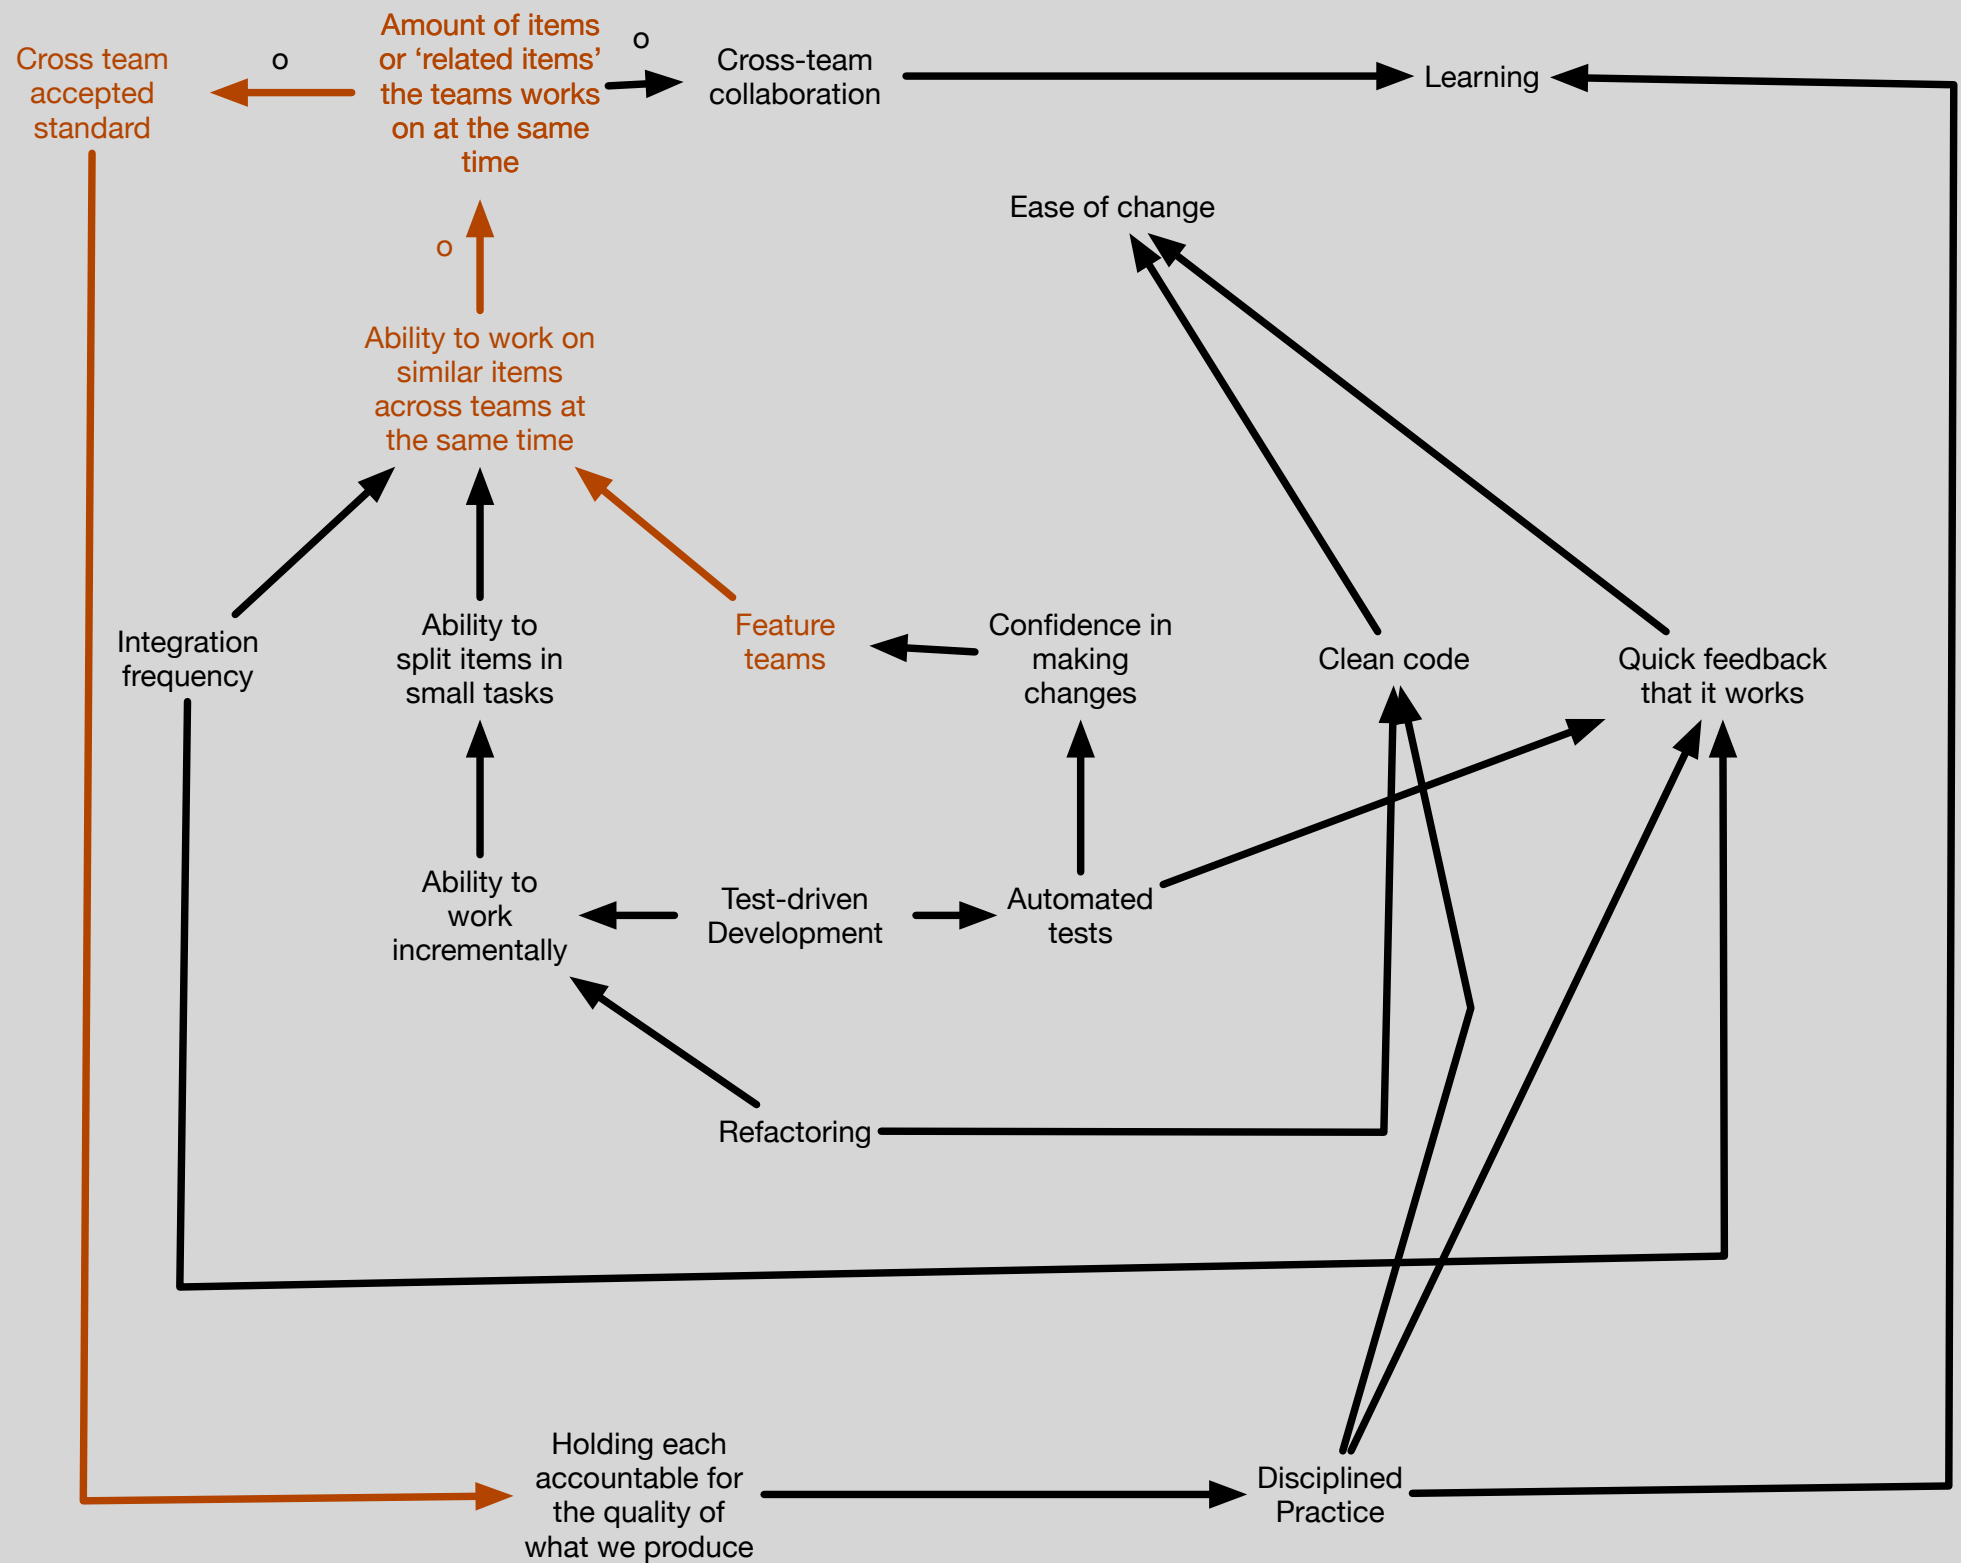 Cross team
accepted
standard
o
Amount of items
or ‘related items’
the teams works
on at the same
time
o
Cross-team
collaboration
Learning
Ease of change
o
Ability to work on
similar items
across teams at
the same time
Integration
frequency
Ability to
split items in
small tasks
Feature
teams
Confidence in
making
changes
Clean code
Quick feedback
that it works
Ability to
work
incrementally
Test-driven
Development
Automated
tests
Refactoring
Holding each
accountable for
the quality of
what we produce
Disciplined
Practice